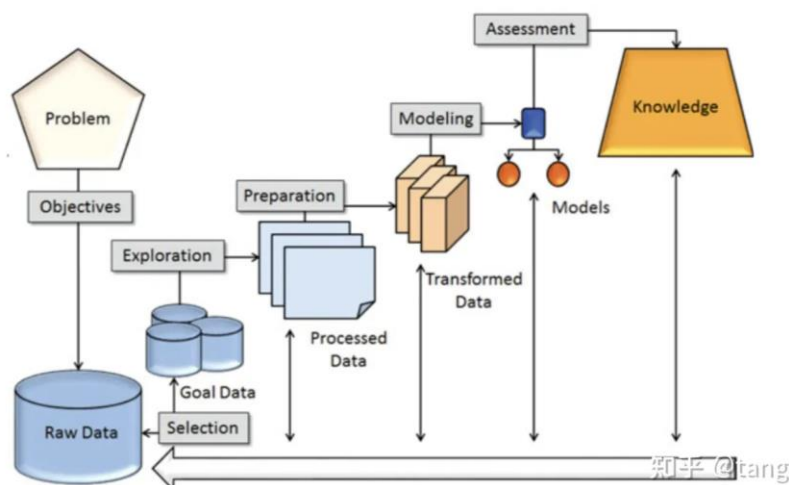 Assessment
Problem
Knowledge
Modeling
Objectives
Preparation
Models
Exploration
Transformed
Data
Processed
Data
Goal Data
Raw Data
Selection
知乎 @tang